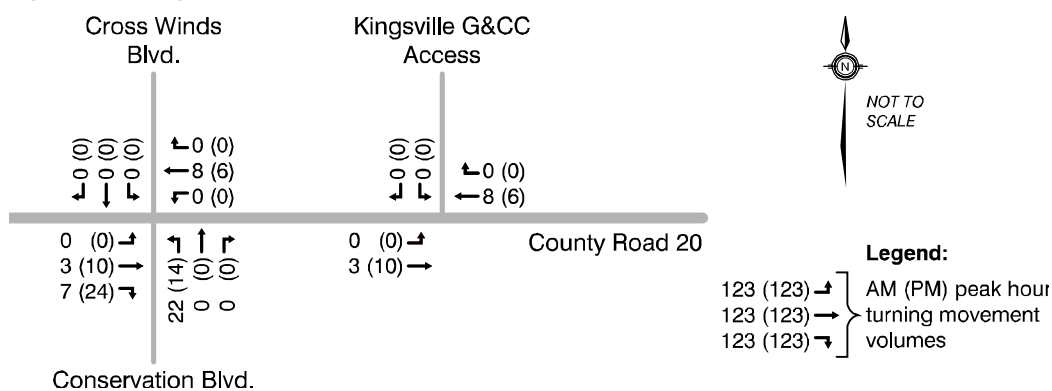 Cross Winds
Blvd.
Kingsville G&CC
Access
N
NOT TO
SCALE
0 (0)
0 (0)
0 (0)
0 (0)
8 (6)
0 (0)
0 (0)
0 (0)
0 (0)
8 (6)
0 (0)
3 (10)
7 (24)
22 (14)
0 (0)
0 (0)
0 (0)
3 (10)
County Road 20
Conservation Blvd.
Legend:
123 (123)
123 (123)
123 (123)
AM (PM) peak hour
turning movement
volumes